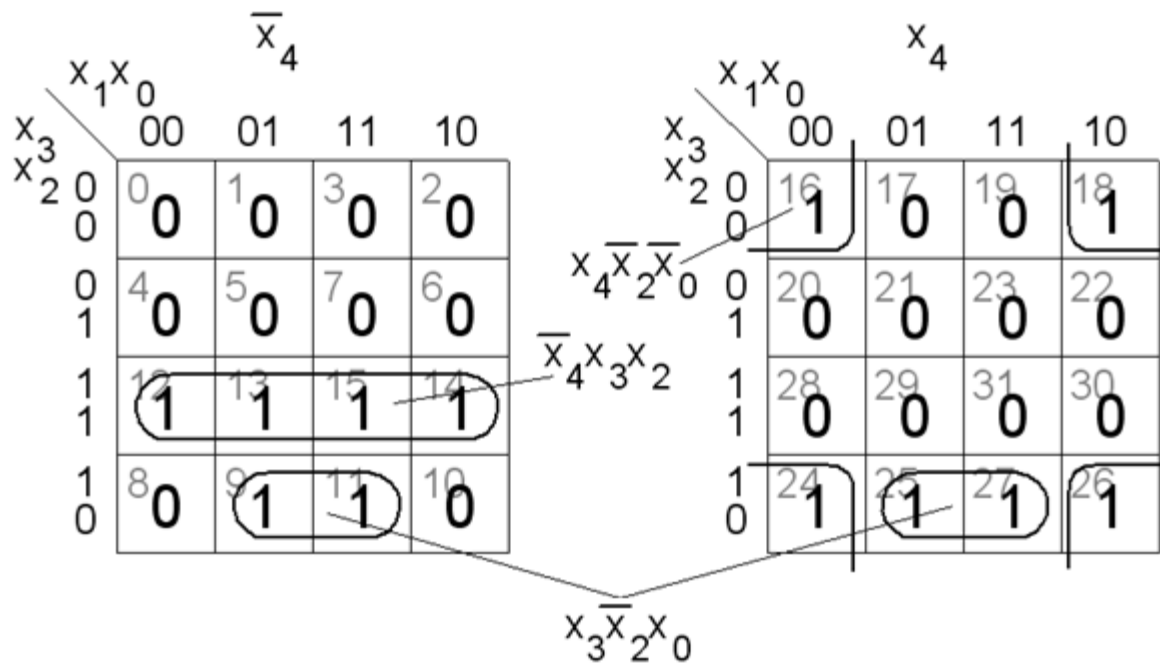 x̅₄ x₄
x₁x₀ x₁x₀
x₃ 00 01 11 10 x₃ 00 01 11 10
x₂ 0 0 1 3 2 x₂ 0 16 17 19 18
0 0 0 0 0 0 1 0 0 1
x₄x̅₂x̅₀
0 4 5 7 6 0 20 21 23 22
1 0 0 0 0 1 0 0 0 0
x̅₄x₃x₂
1 12 13 15 14 1 28 29 31 30
1 1 1 1 1 1 0 0 0 0
1 8 9 11 10 1 24 25 27 26
0 0 1 1 0 0 1 1 1 1
x₃x̅₂x₀